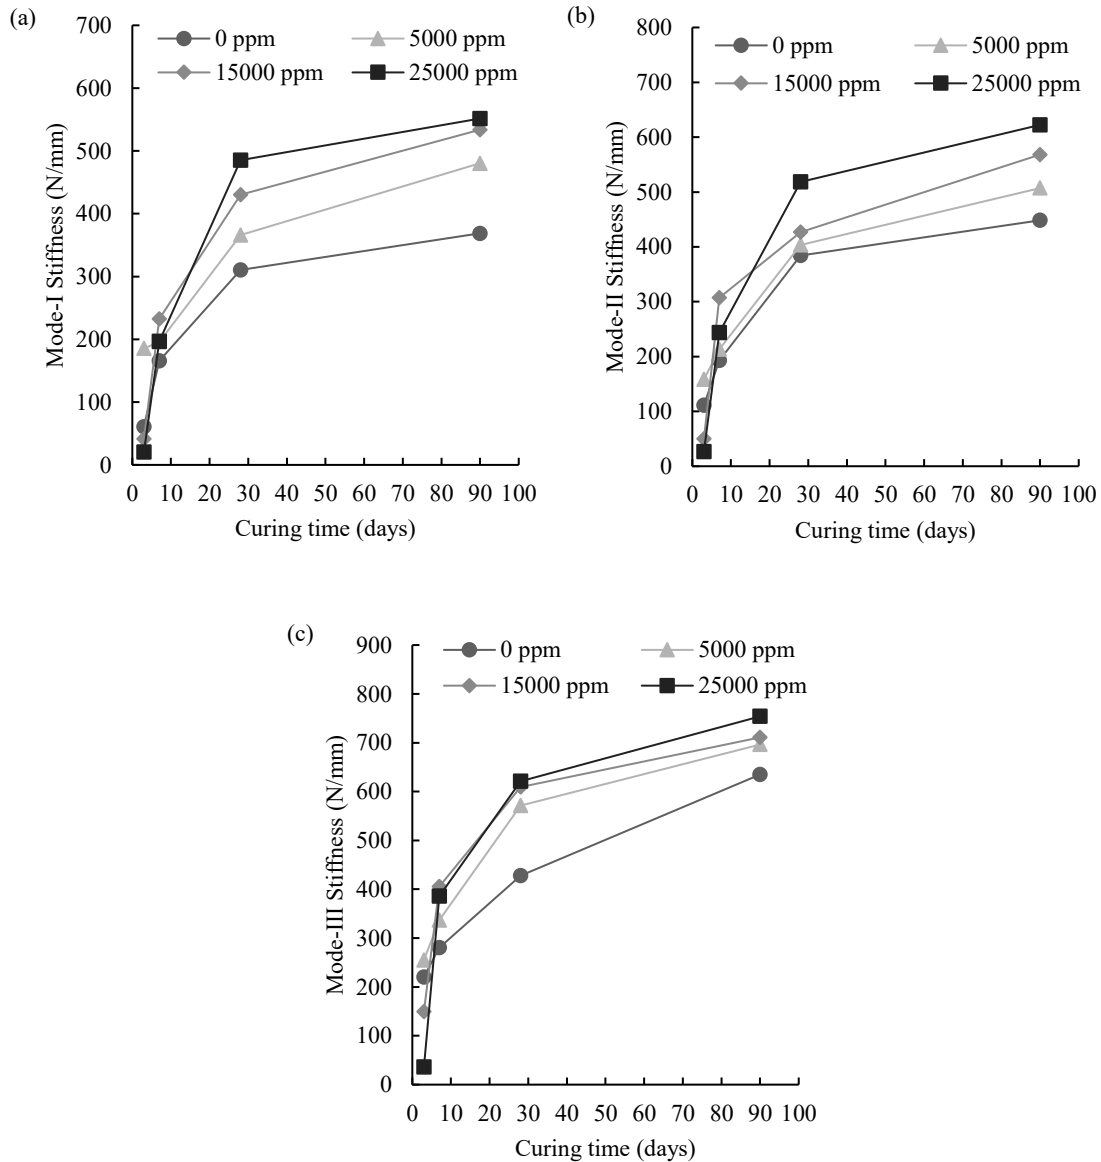 (a)
0 ppm
5000 ppm
15000 ppm
25000 ppm
700
600
500
400
300
200
100
0
Mode-I Stiffness (N/mm)
0 10 20 30 40 50 60 70 80 90 100
Curing time (days)
(b)
0 ppm
5000 ppm
15000 ppm
25000 ppm
800
700
600
500
400
300
200
100
0
Mode-II Stiffness (N/mm)
0 10 20 30 40 50 60 70 80 90 100
Curing time (days)
(c)
0 ppm
5000 ppm
15000 ppm
25000 ppm
900
800
700
600
500
400
300
200
100
0
Mode-III Stiffness (N/mm)
0 10 20 30 40 50 60 70 80 90 100
Curing time (days)